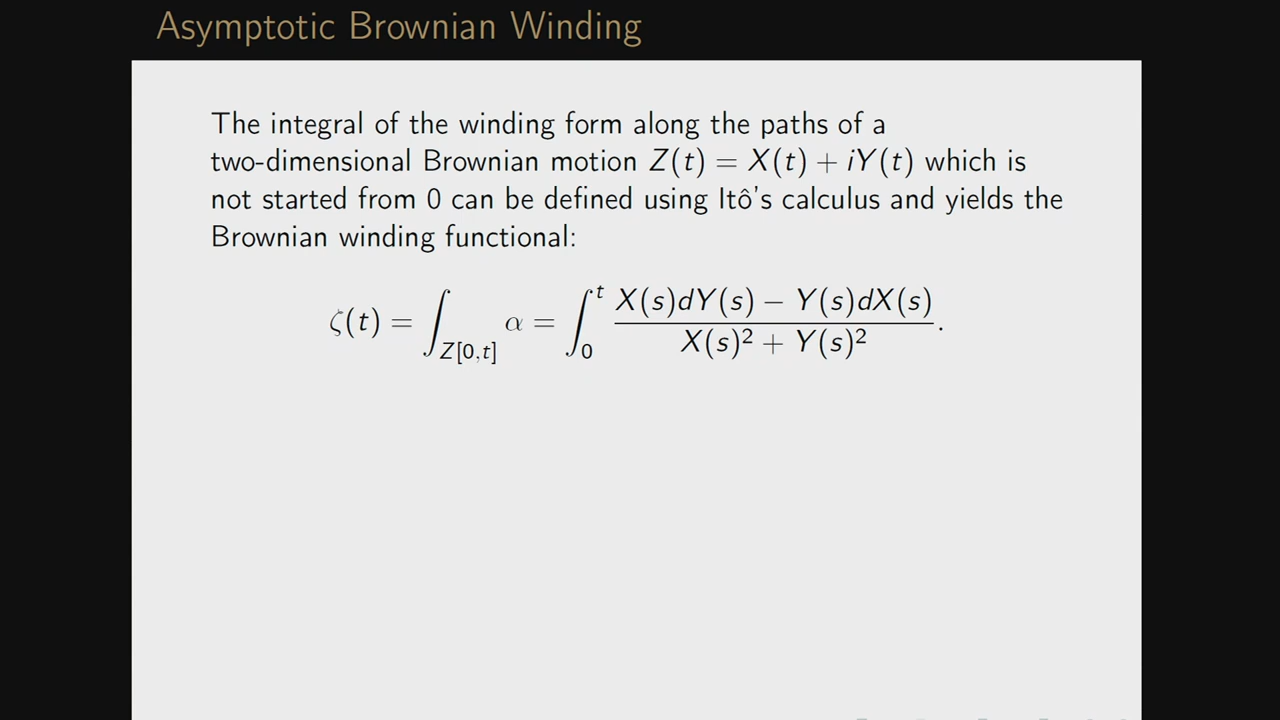 Asymptotic Brownian Winding
The integral of the winding form along the paths of a
two-dimensional Brownian motion Z(t) = X(t) + iY(t) which is
not started from 0 can be defined using Itô's calculus and yields the
Brownian winding functional:
ζ(t) = ∫_{Z[0,t]} α = ∫_0^t (X(s)dY(s) − Y(s)dX(s)) / (X(s)² + Y(s)²).